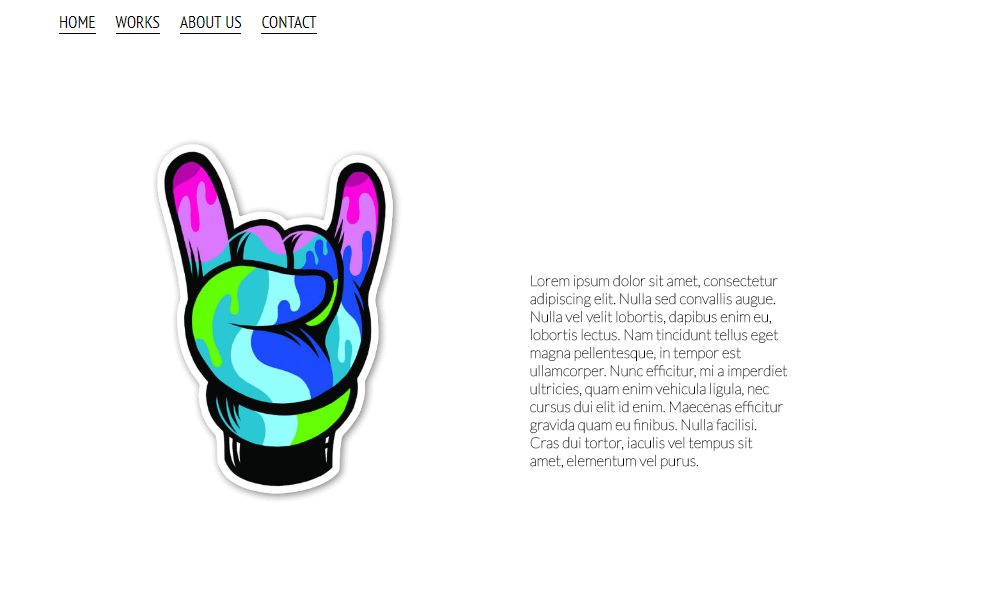 HOME WORKS ABOUT US CONTACT
Lorem ipsum dolor sit amet, consectetur
adipiscing elit. Nulla sed convallis augue.
Nulla vel velit lobortis, dapibus enim eu,
lobortis lectus. Nam tincidunt tellus eget
magna pellentesque, in tempor est
ullamcorper. Nunc efficitur, mi a imperdiet
ultricies, quam enim vehicula ligula, nec
cursus dui elit id enim. Maecenas efficitur
gravida quam eu finibus. Nulla facilisi.
Cras dui tortor, iaculis vel tempus sit
amet, elementum vel purus.